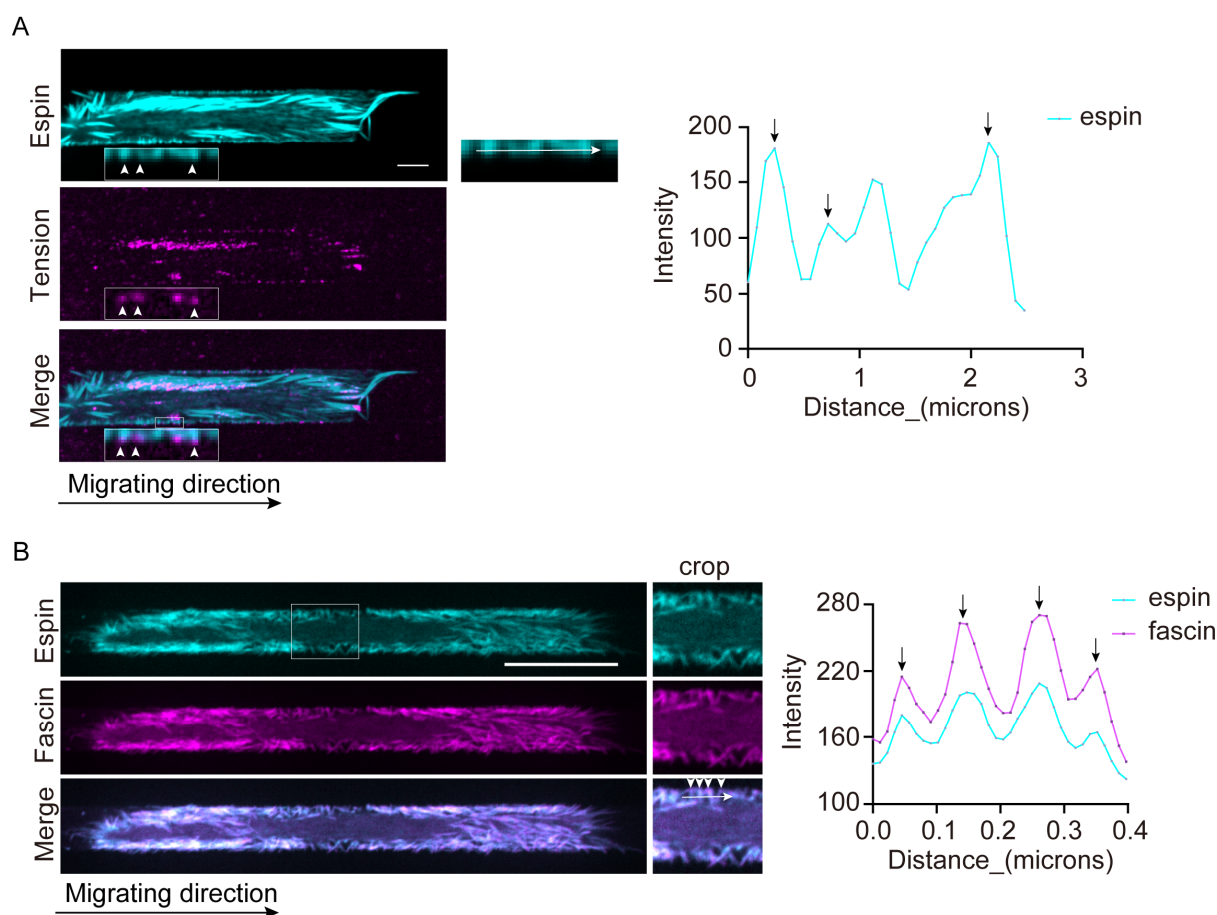 A
Espin
Tension
Merge
Migrating direction
espin
200
150
100
50
0
Intensity
0 1 2 3
Distance_(microns)
B
crop
Espin
Fascin
Merge
Migrating direction
espin
fascin
280
220
160
100
Intensity
0.0 0.1 0.2 0.3 0.4
Distance_(microns)